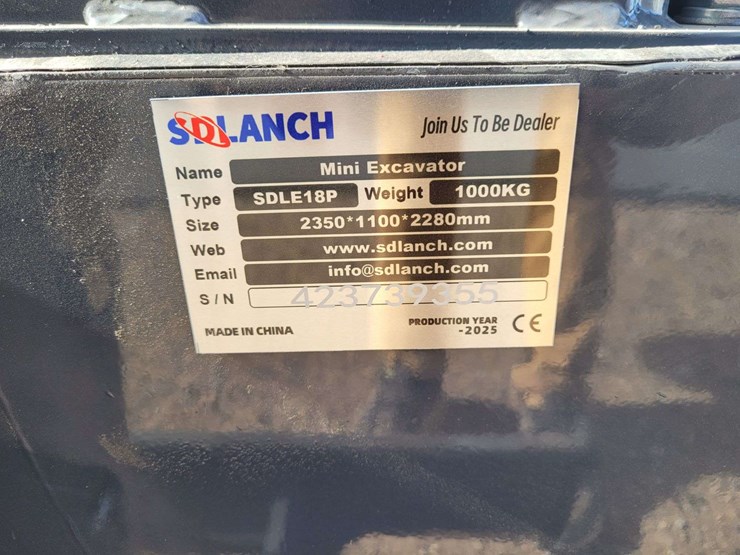 SDLANCH Join Us To Be Dealer
Name Mini Excavator
Type SDLE18P Weight 1000KG
Size 2350*1100*2280mm
Web www.sdlanch.com
Email info@sdlanch.com
S / N 423739355
MADE IN CHINA PRODUCTION YEAR
-2025 CE